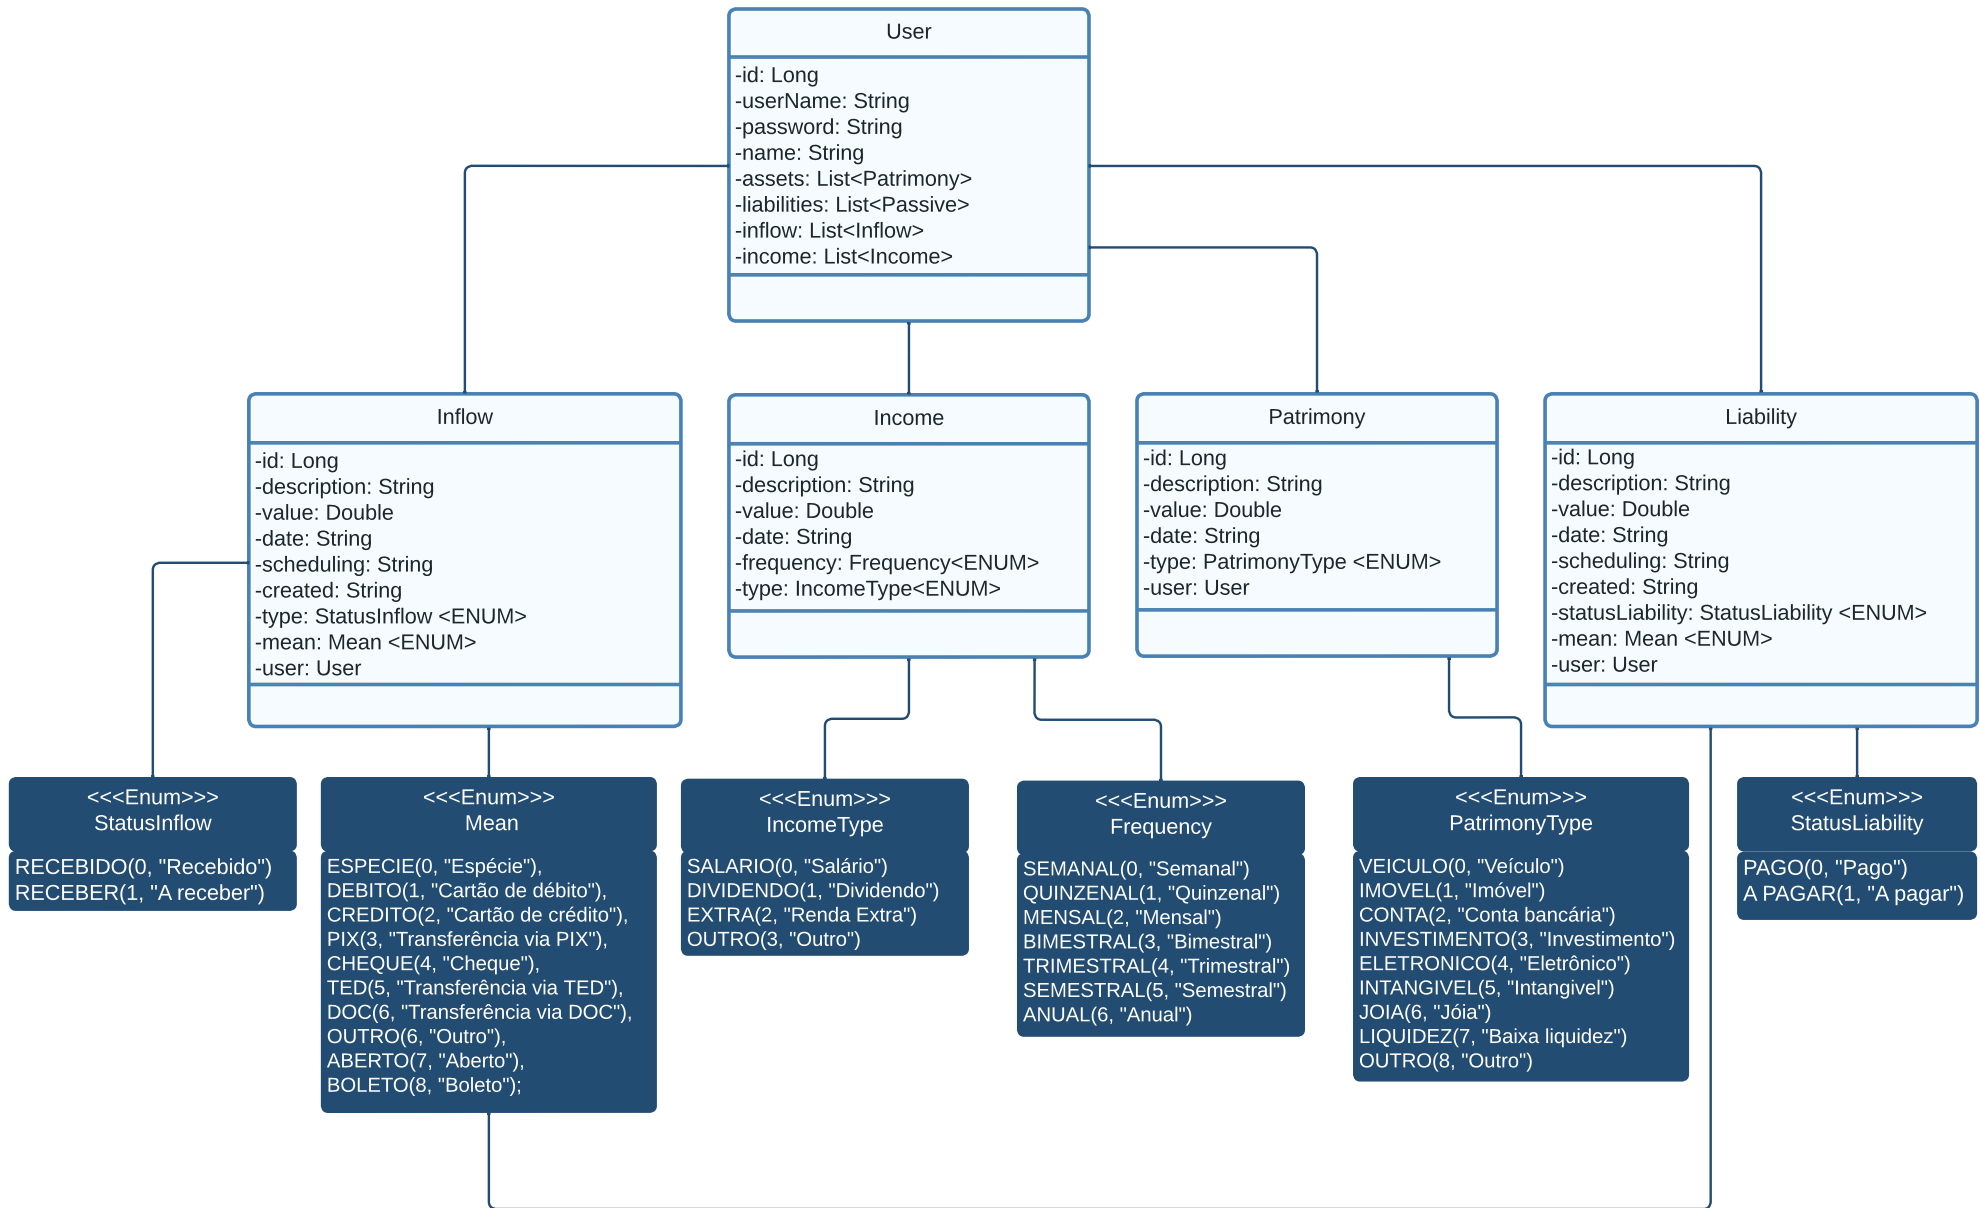 User
-id: Long
-userName: String
-password: String
-name: String
-assets: List<Patrimony>
-liabilities: List<Passive>
-inflow: List<Inflow>
-income: List<Income>
Inflow
-id: Long
-description: String
-value: Double
-date: String
-scheduling: String
-created: String
-type: StatusInflow <ENUM>
-mean: Mean <ENUM>
-user: User
Income
-id: Long
-description: String
-value: Double
-date: String
-frequency: Frequency<ENUM>
-type: IncomeType<ENUM>
Patrimony
-id: Long
-description: String
-value: Double
-date: String
-type: PatrimonyType <ENUM>
-user: User
Liability
-id: Long
-description: String
-value: Double
-date: String
-scheduling: String
-created: String
-statusLiability: StatusLiability <ENUM>
-mean: Mean <ENUM>
-user: User
<<<Enum>>>
StatusInflow
RECEBIDO(0, "Recebido")
RECEBER(1, "A receber")
<<<Enum>>>
Mean
ESPECIE(0, "Espécie"),
DEBITO(1, "Cartão de débito"),
CREDITO(2, "Cartão de crédito"),
PIX(3, "Transferência via PIX"),
CHEQUE(4, "Cheque"),
TED(5, "Transferência via TED"),
DOC(6, "Transferência via DOC"),
OUTRO(6, "Outro"),
ABERTO(7, "Aberto"),
BOLETO(8, "Boleto");
<<<Enum>>>
IncomeType
SALARIO(0, "Salário")
DIVIDENDO(1, "Dividendo")
EXTRA(2, "Renda Extra")
OUTRO(3, "Outro")
<<<Enum>>>
Frequency
SEMANAL(0, "Semanal")
QUINZENAL(1, "Quinzenal")
MENSAL(2, "Mensal")
BIMESTRAL(3, "Bimestral")
TRIMESTRAL(4, "Trimestral")
SEMESTRAL(5, "Semestral")
ANUAL(6, "Anual")
<<<Enum>>>
PatrimonyType
VEICULO(0, "Veículo")
IMOVEL(1, "Imóvel")
CONTA(2, "Conta bancária")
INVESTIMENTO(3, "Investimento")
ELETRONICO(4, "Eletrônico")
INTANGIVEL(5, "Intangivel")
JOIA(6, "Jóia")
LIQUIDEZ(7, "Baixa liquidez")
OUTRO(8, "Outro")
<<<Enum>>>
StatusLiability
PAGO(0, "Pago")
A PAGAR(1, "A pagar")